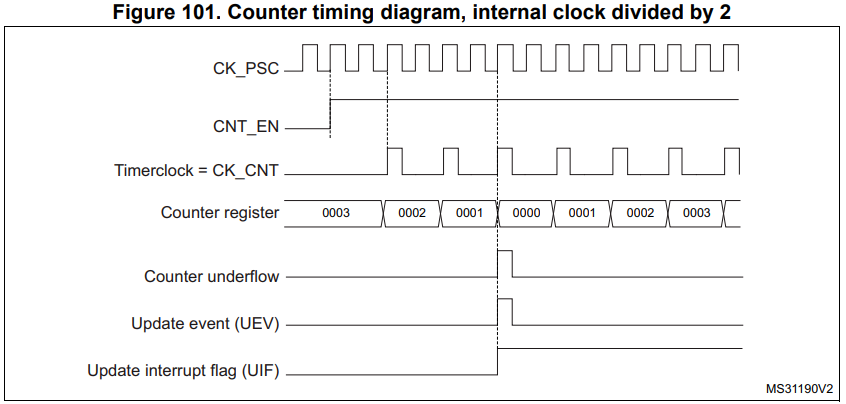 Figure 101. Counter timing diagram, internal clock divided by 2
CK_PSC
CNT_EN
Timerclock = CK_CNT
Counter register 0003 0002 0001 0000 0001 0002 0003
Counter underflow
Update event (UEV)
Update interrupt flag (UIF)
MS31190V2